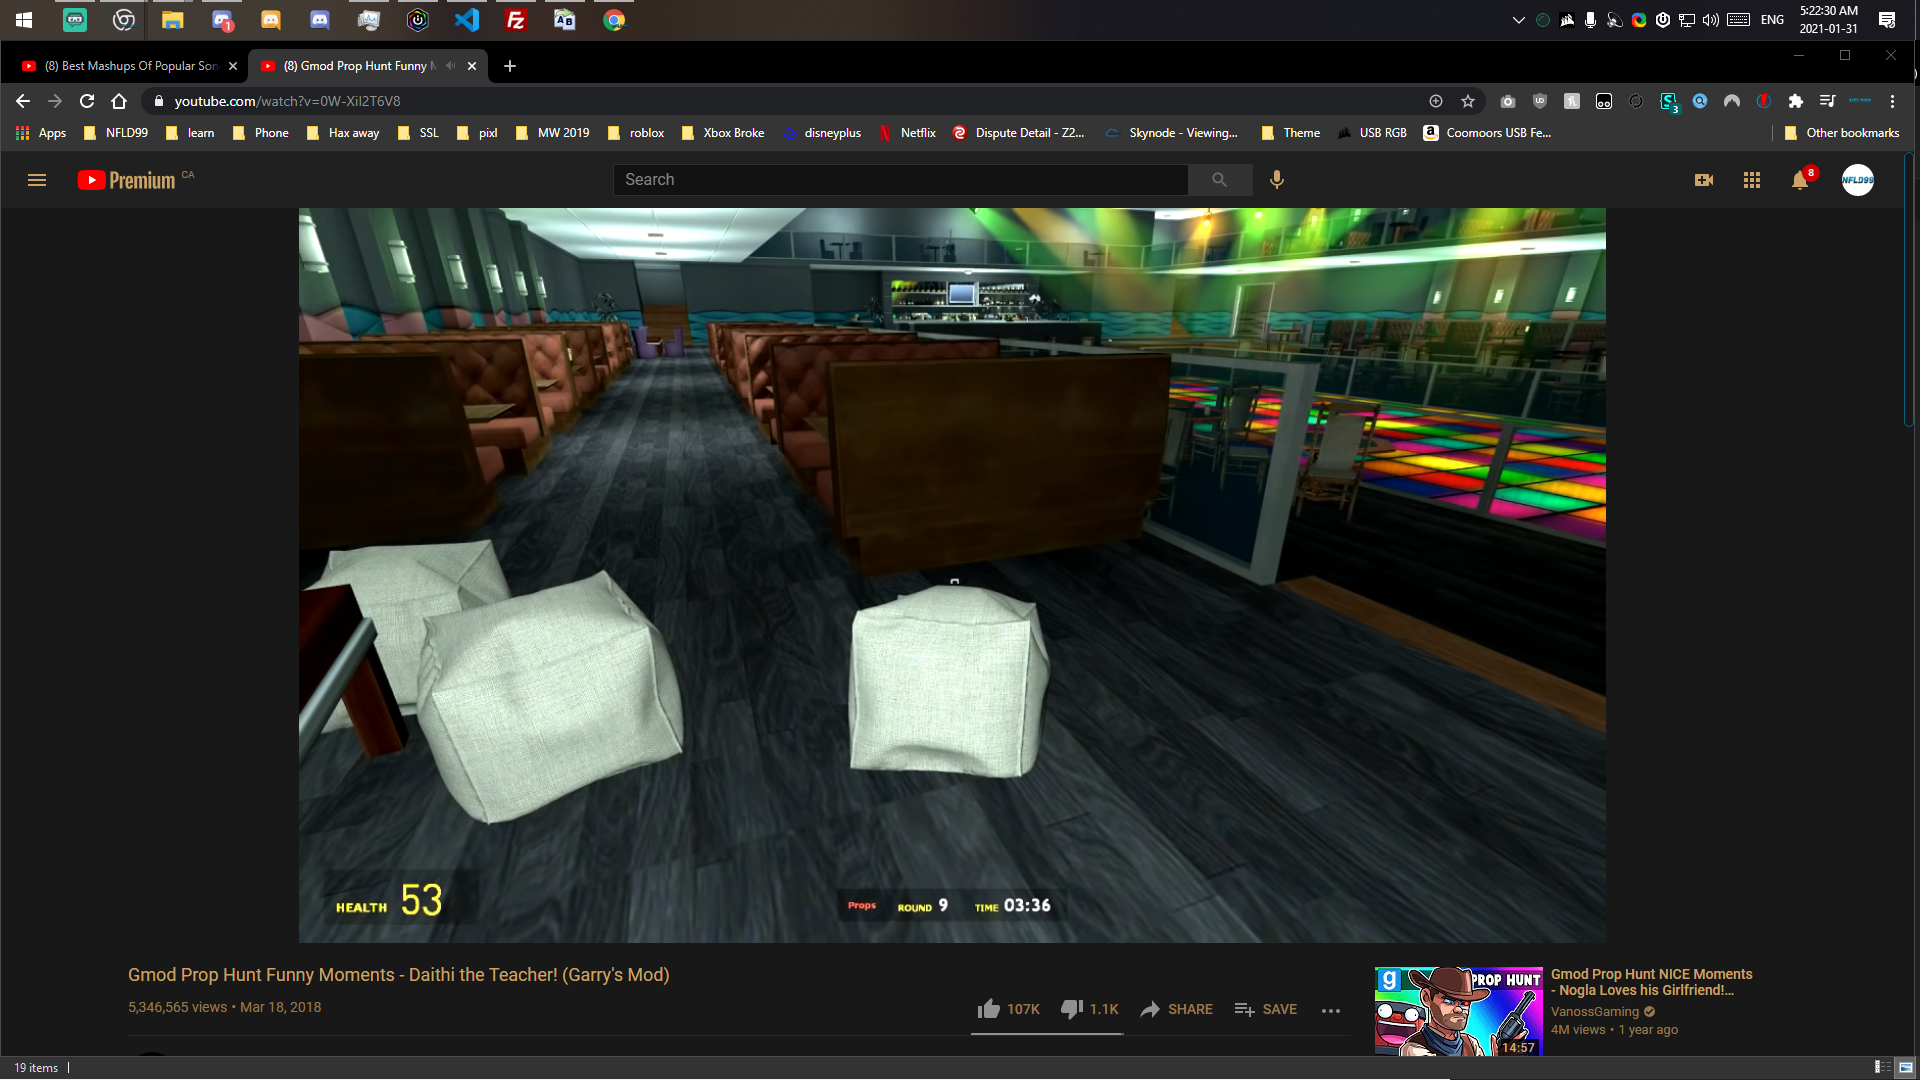 1
AB
ENG
5:22:30 AM
2021-01-31
(8) Best Mashups Of Popular Son
(8) Gmod Prop Hunt Funny M
youtube.com/watch?v=0W-XiI2T6V8
3
Apps
NFLD99
learn
Phone
Hax away
SSL
pixl
MW 2019
roblox
Xbox Broke
disneyplus
Netflix
Dispute Detail - Z2...
Skynode - Viewing...
Theme
USB RGB
Coomoors USB Fe...
Other bookmarks
Premium CA
Search
8
NFLD99
HEALTH 53
Props ROUND 9 TIME 03:36
Gmod Prop Hunt Funny Moments - Daithi the Teacher! (Garry's Mod)
5,346,565 views • Mar 18, 2018
107K
1.1K
SHARE
SAVE
PROP HUNT
14:57
Gmod Prop Hunt NICE Moments
- Nogla Loves his Girlfriend!...
VanossGaming
4M views • 1 year ago
19 items